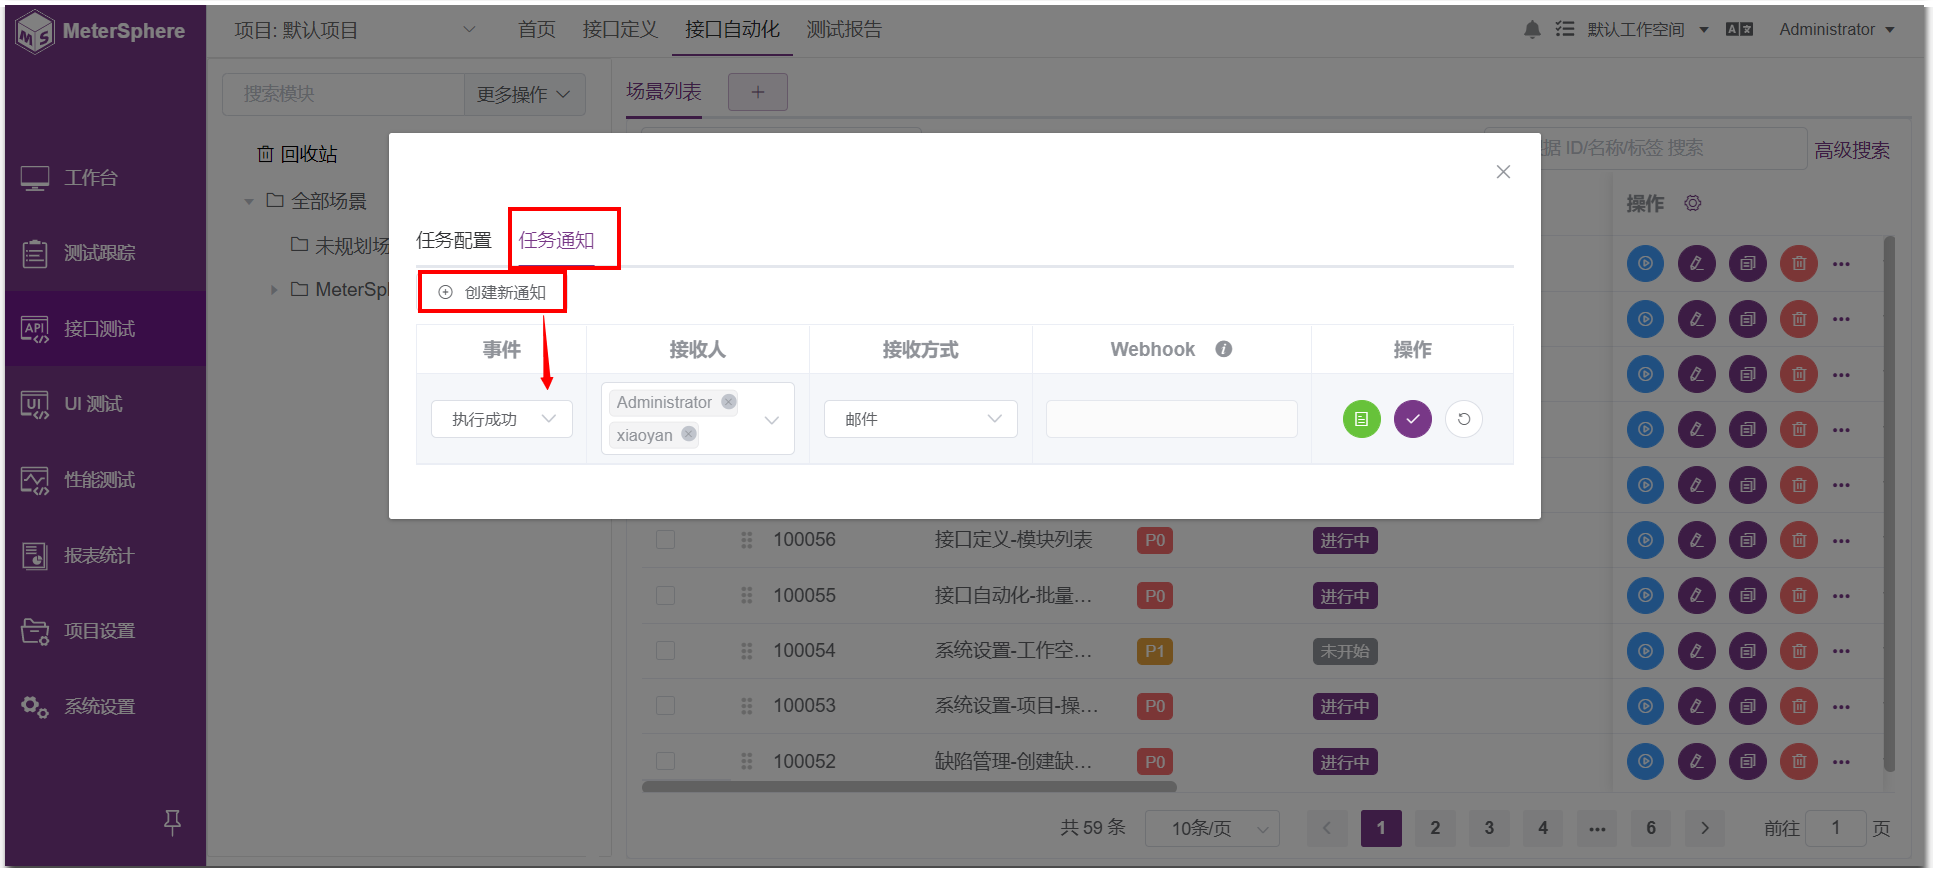 MeterSphere
项目: 默认项目
首页
接口定义
接口自动化
测试报告
默认工作空间
Administrator
工作台
测试跟踪
接口测试
UI 测试
性能测试
报表统计
项目设置
系统设置
搜索模块
更多操作
回收站
全部场景
未规划场
MeterSp
场景列表
据 ID/名称/标签 搜索
高级搜索
操作
任务配置
任务通知
创建新通知
事件
接收人
接收方式
Webhook
操作
执行成功
Administrator
xiaoyan
邮件
100056 接口定义-模块列表 P0 进行中
100055 接口自动化-批量... P0 进行中
100054 系统设置-工作空... P1 未开始
100053 系统设置-项目-操... P0 进行中
100052 缺陷管理-创建缺... P0 进行中
共 59 条
10条/页
1 2 3 4 ... 6
前往 1 页